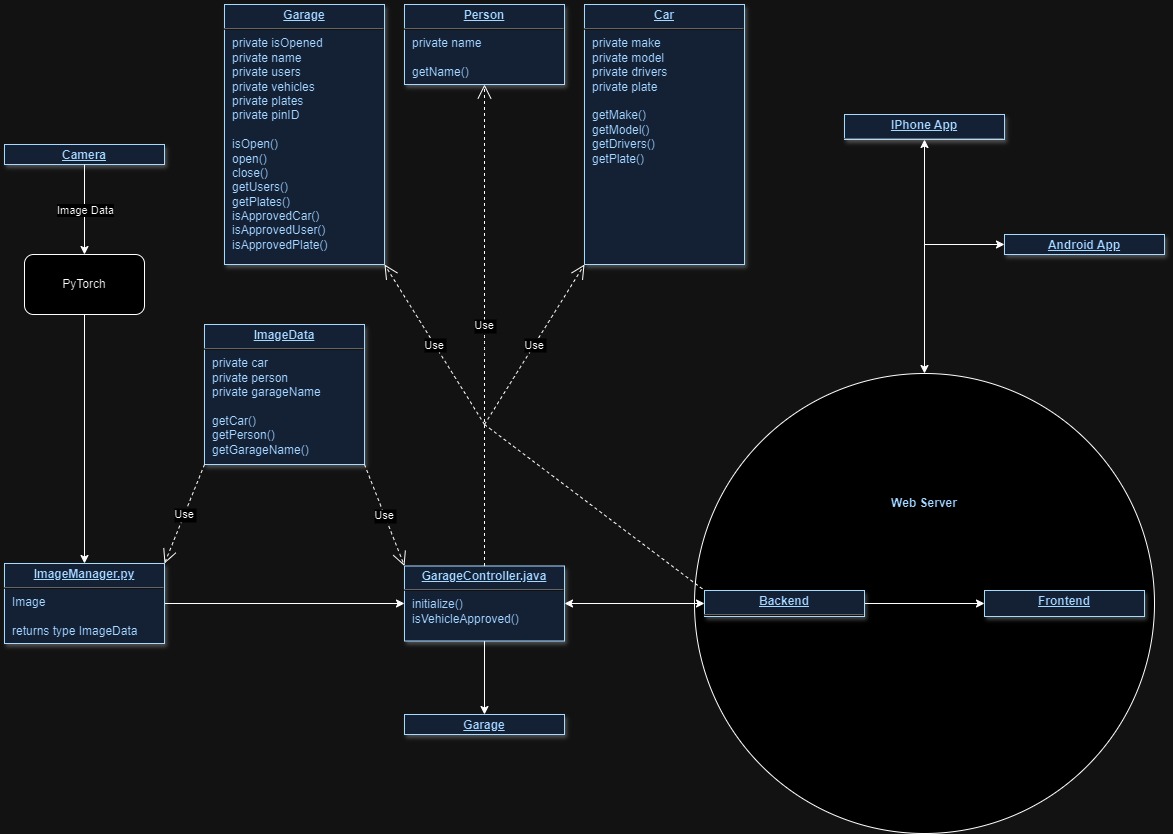 Garage
private isOpened
private name
private users
private vehicles
private plates
private pinID
isOpen()
open()
close()
getUsers()
getPlates()
isApprovedCar()
isApprovedUser()
isApprovedPlate()
Person
private name
getName()
Car
private make
private model
private drivers
private plate
getMake()
getModel()
getDrivers()
getPlate()
IPhone App
Android App
Camera
Image Data
PyTorch
ImageData
private car
private person
private garageName
getCar()
getPerson()
getGarageName()
Use
Use
Use
Use
Use
ImageManager.py
Image
returns type ImageData
GarageController.java
initialize()
isVehicleApproved()
Garage
Web Server
Backend
Frontend